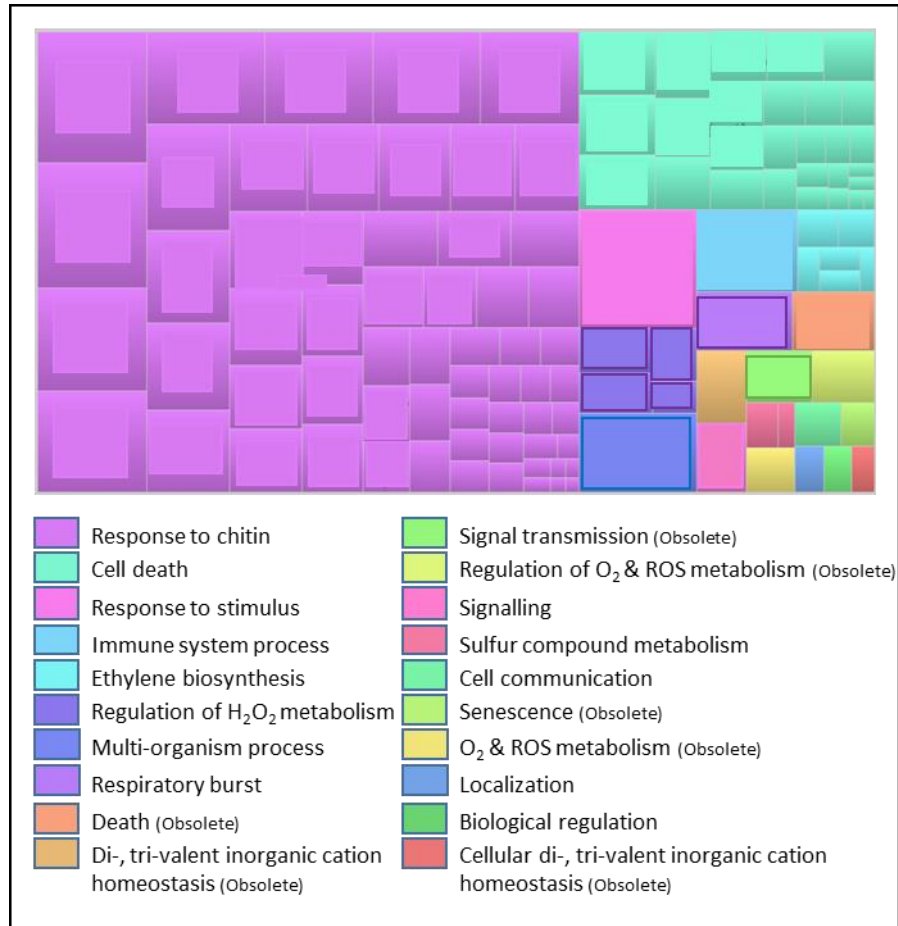 Response to chitin
Cell death
Response to stimulus
Immune system process
Ethylene biosynthesis
Regulation of H₂O₂ metabolism
Multi-organism process
Respiratory burst
Death (Obsolete)
Di-, tri-valent inorganic cation
homeostasis (Obsolete)
Signal transmission (Obsolete)
Regulation of O₂ & ROS metabolism (Obsolete)
Signalling
Sulfur compound metabolism
Cell communication
Senescence (Obsolete)
O₂ & ROS metabolism (Obsolete)
Localization
Biological regulation
Cellular di-, tri-valent inorganic cation
homeostasis (Obsolete)